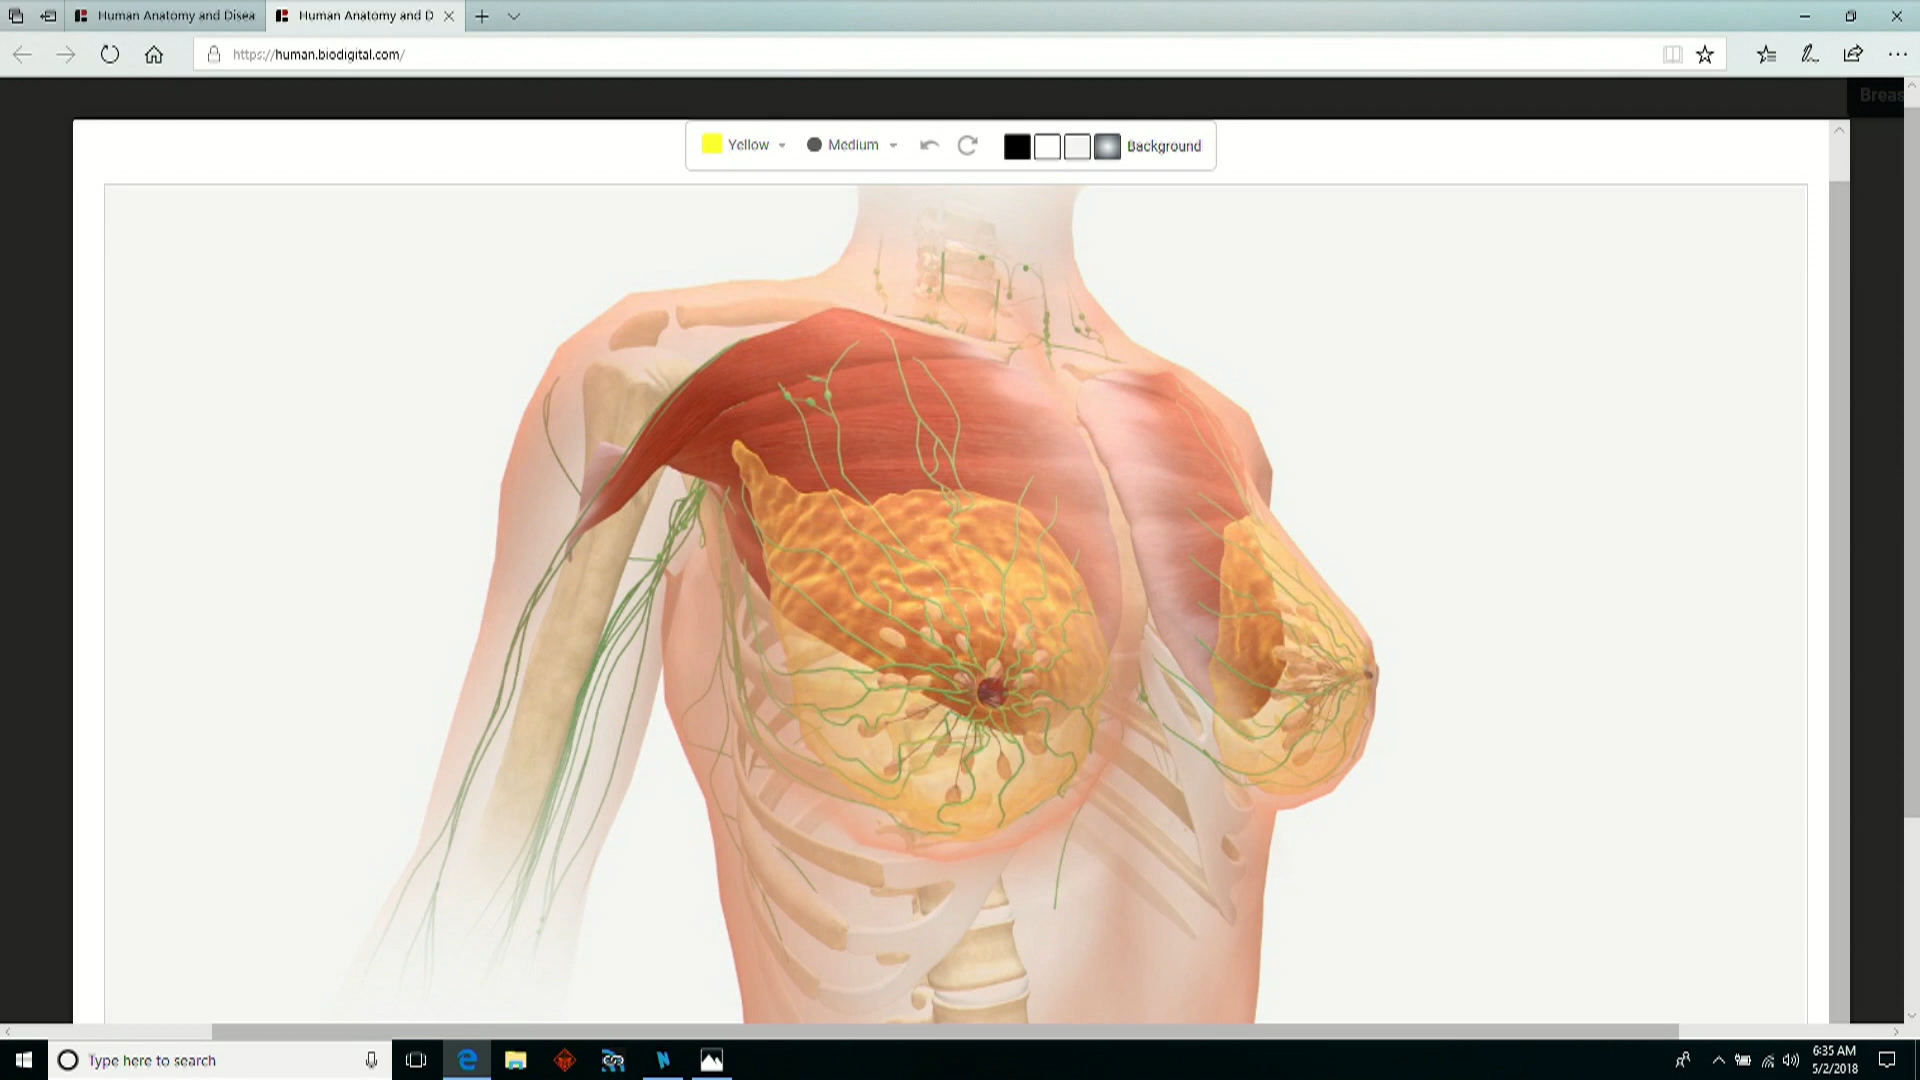 Human Anatomy and Disea
Human Anatomy and D
https://human.biodigital.com/
Breas
Yellow
Medium
Background
Type here to search
6:35 AM
5/2/2018